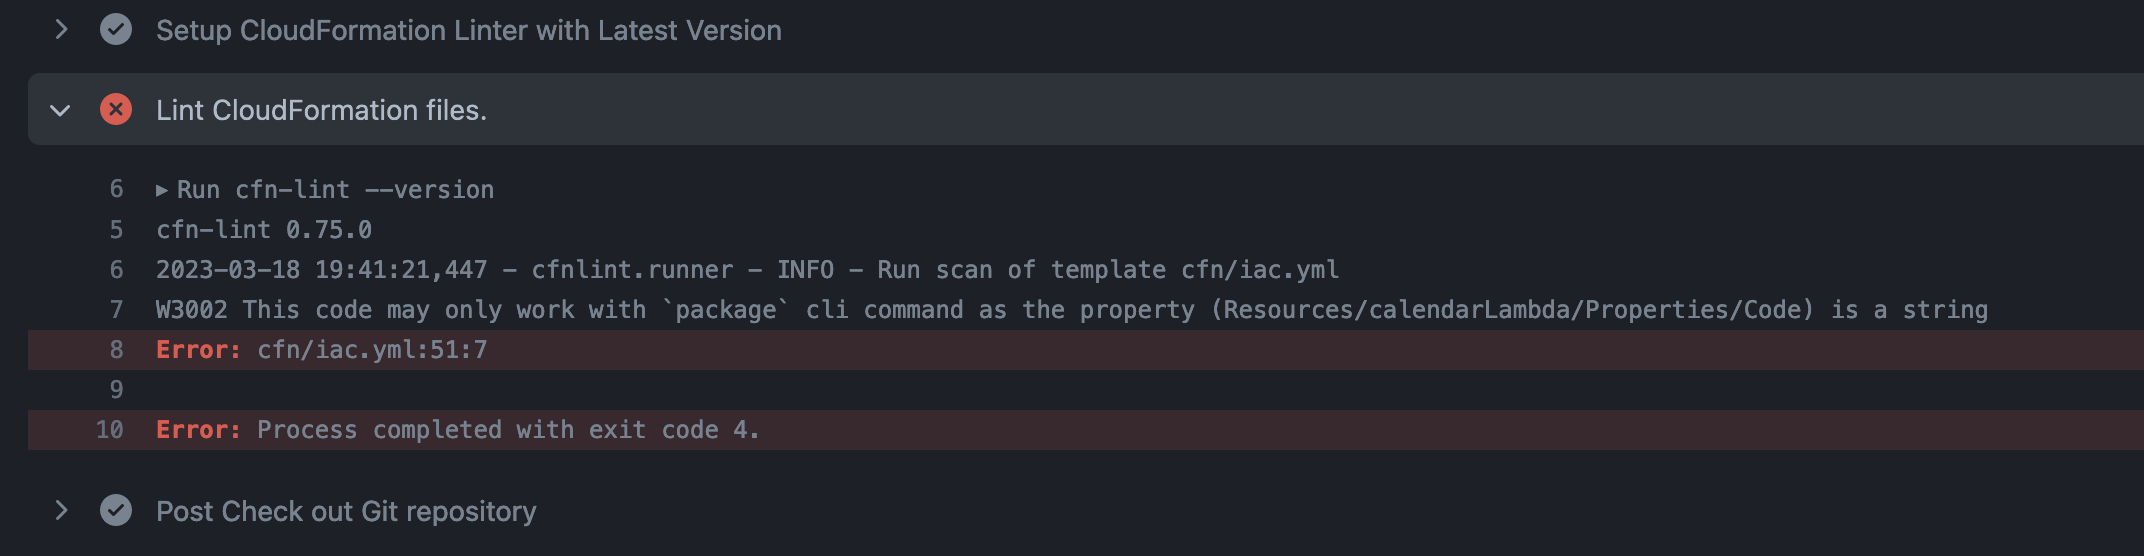 Setup CloudFormation Linter with Latest Version
Lint CloudFormation files.
6 ▶ Run cfn-lint --version
5 cfn-lint 0.75.0
6 2023-03-18 19:41:21,447 - cfnlint.runner - INFO - Run scan of template cfn/iac.yml
7 W3002 This code may only work with `package` cli command as the property (Resources/calendarLambda/Properties/Code) is a string
8 Error: cfn/iac.yml:51:7
9
10 Error: Process completed with exit code 4.
Post Check out Git repository